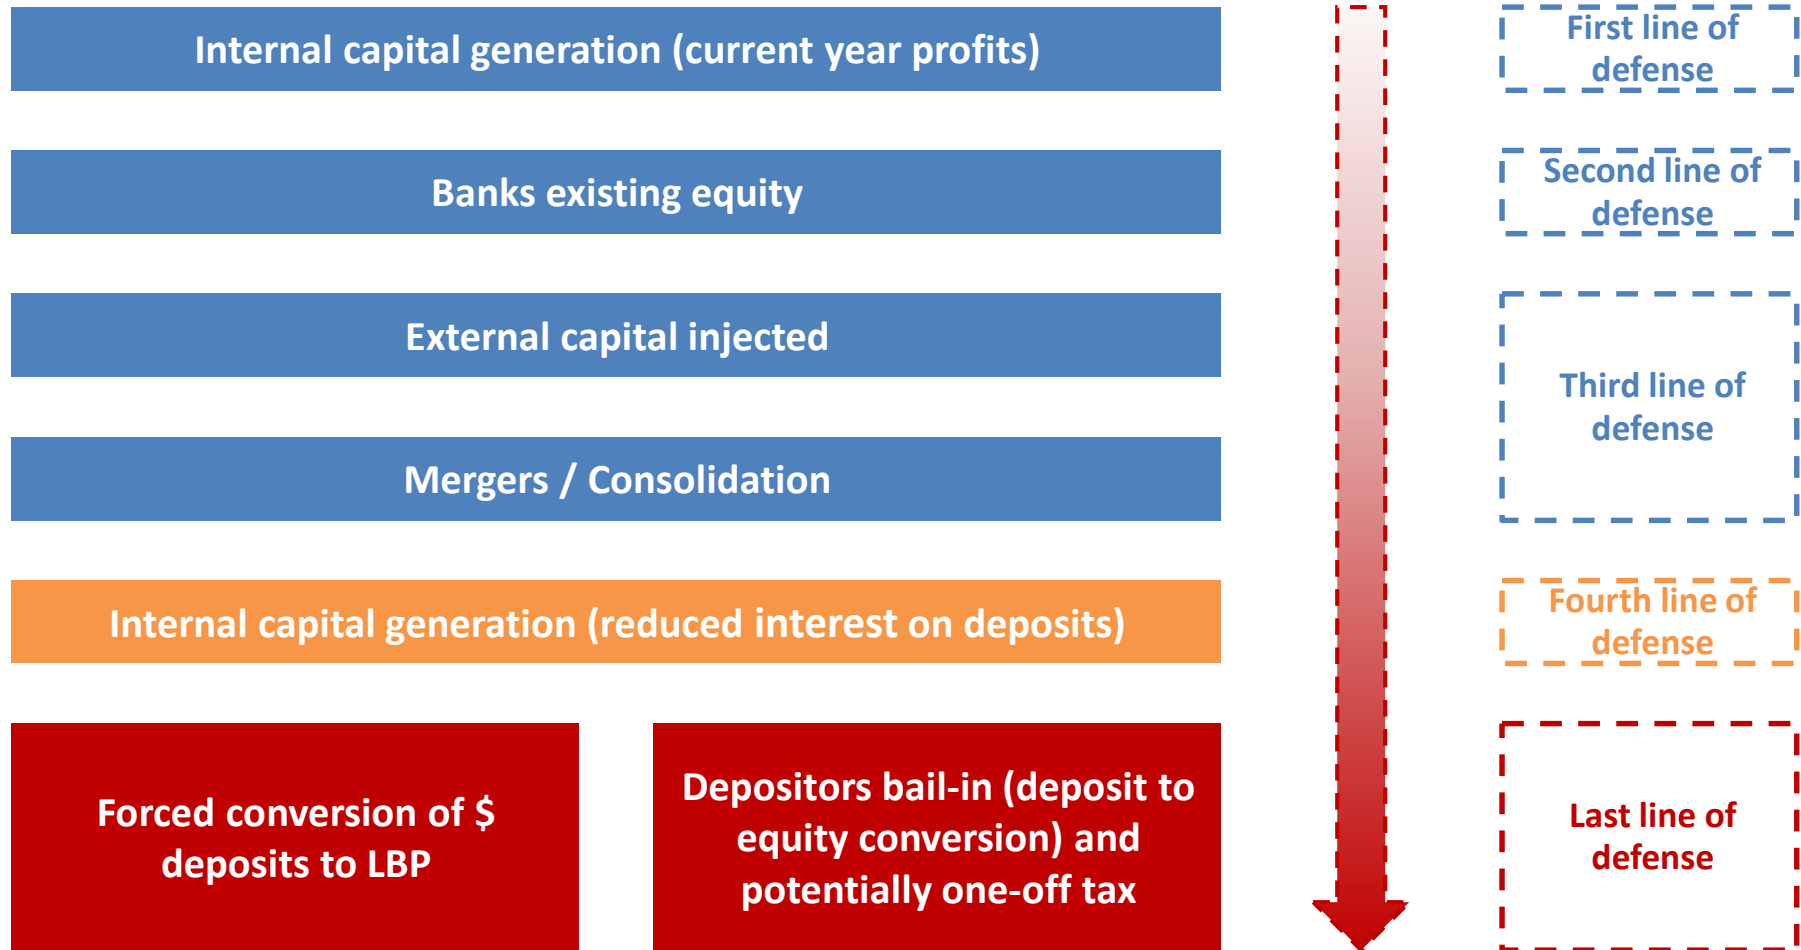 Internal capital generation (current year profits)
First line of
defense
Banks existing equity
Second line of
defense
External capital injected
Third line of
defense
Mergers / Consolidation
Internal capital generation (reduced interest on deposits)
Fourth line of
defense
Forced conversion of $
deposits to LBP
Depositors bail-in (deposit to
equity conversion) and
potentially one-off tax
Last line of
defense